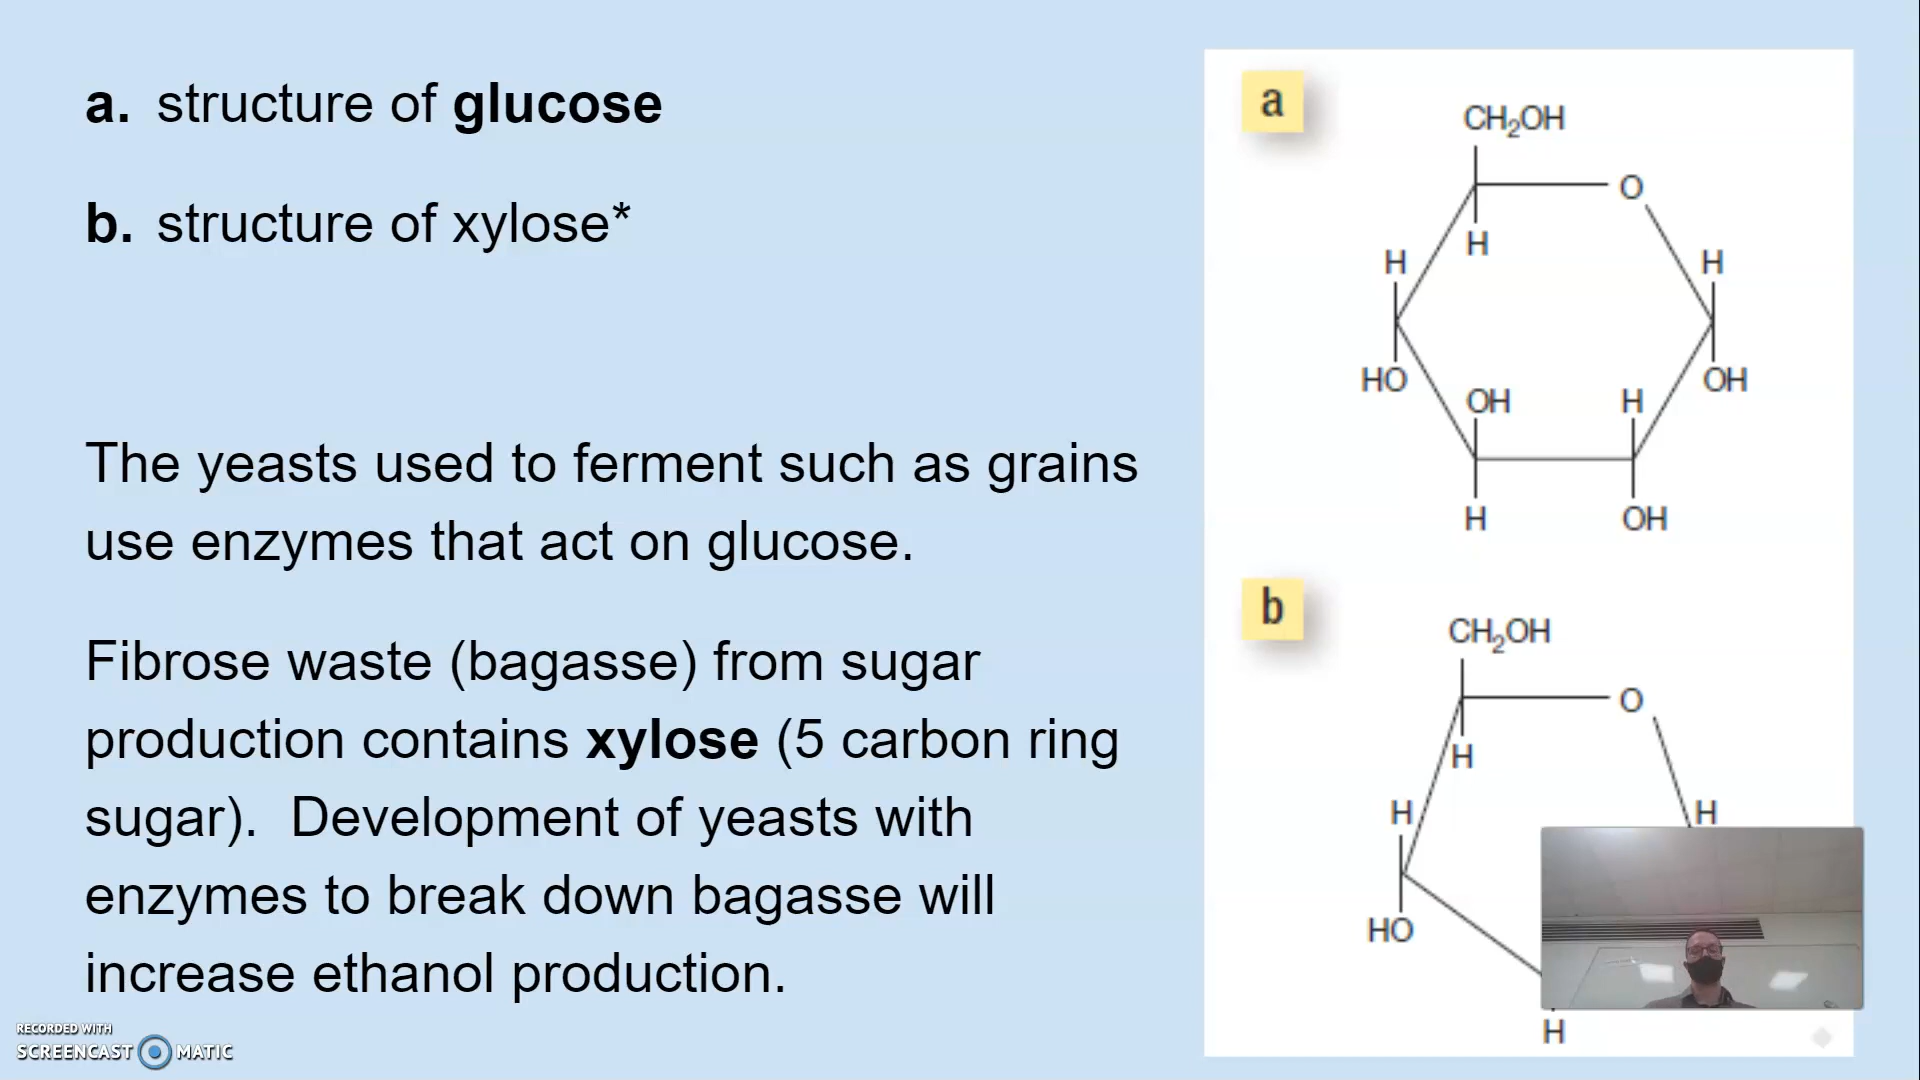 a. structure of glucose
b. structure of xylose*
The yeasts used to ferment such as grains
use enzymes that act on glucose.
Fibrose waste (bagasse) from sugar
production contains xylose (5 carbon ring
sugar). Development of yeasts with
enzymes to break down bagasse will
increase ethanol production.
RECORDED WITH
SCREENCAST MATIC
a
CH₂OH
O
H
H
H
HO
OH
OH
H
H
OH
b
CH₂OH
O
H
H
H
HO
H